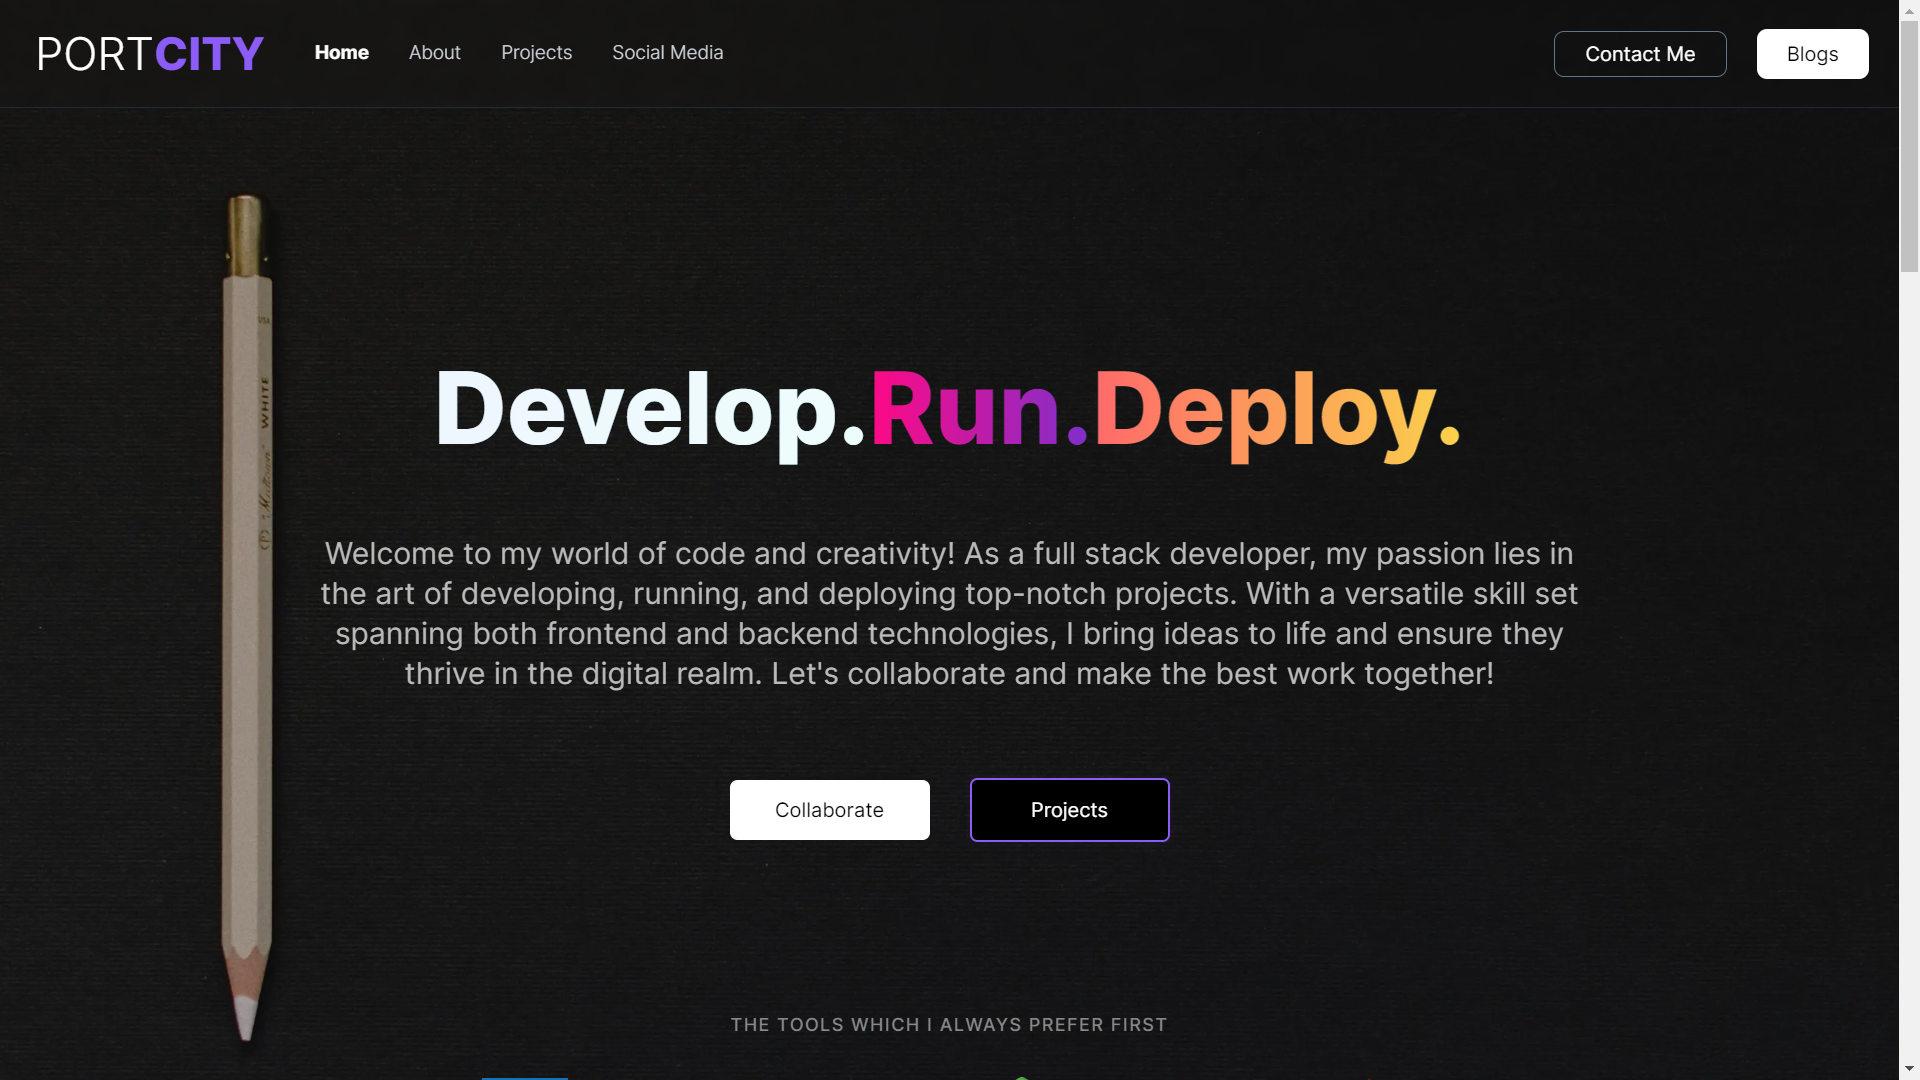 PORTCITY
Home
About
Projects
Social Media
Contact Me
Blogs
WHITE
Develop.Run.Deploy.
Welcome to my world of code and creativity! As a full stack developer, my passion lies in
the art of developing, running, and deploying top-notch projects. With a versatile skill set
spanning both frontend and backend technologies, I bring ideas to life and ensure they
thrive in the digital realm. Let's collaborate and make the best work together!
Collaborate
Projects
THE TOOLS WHICH I ALWAYS PREFER FIRST